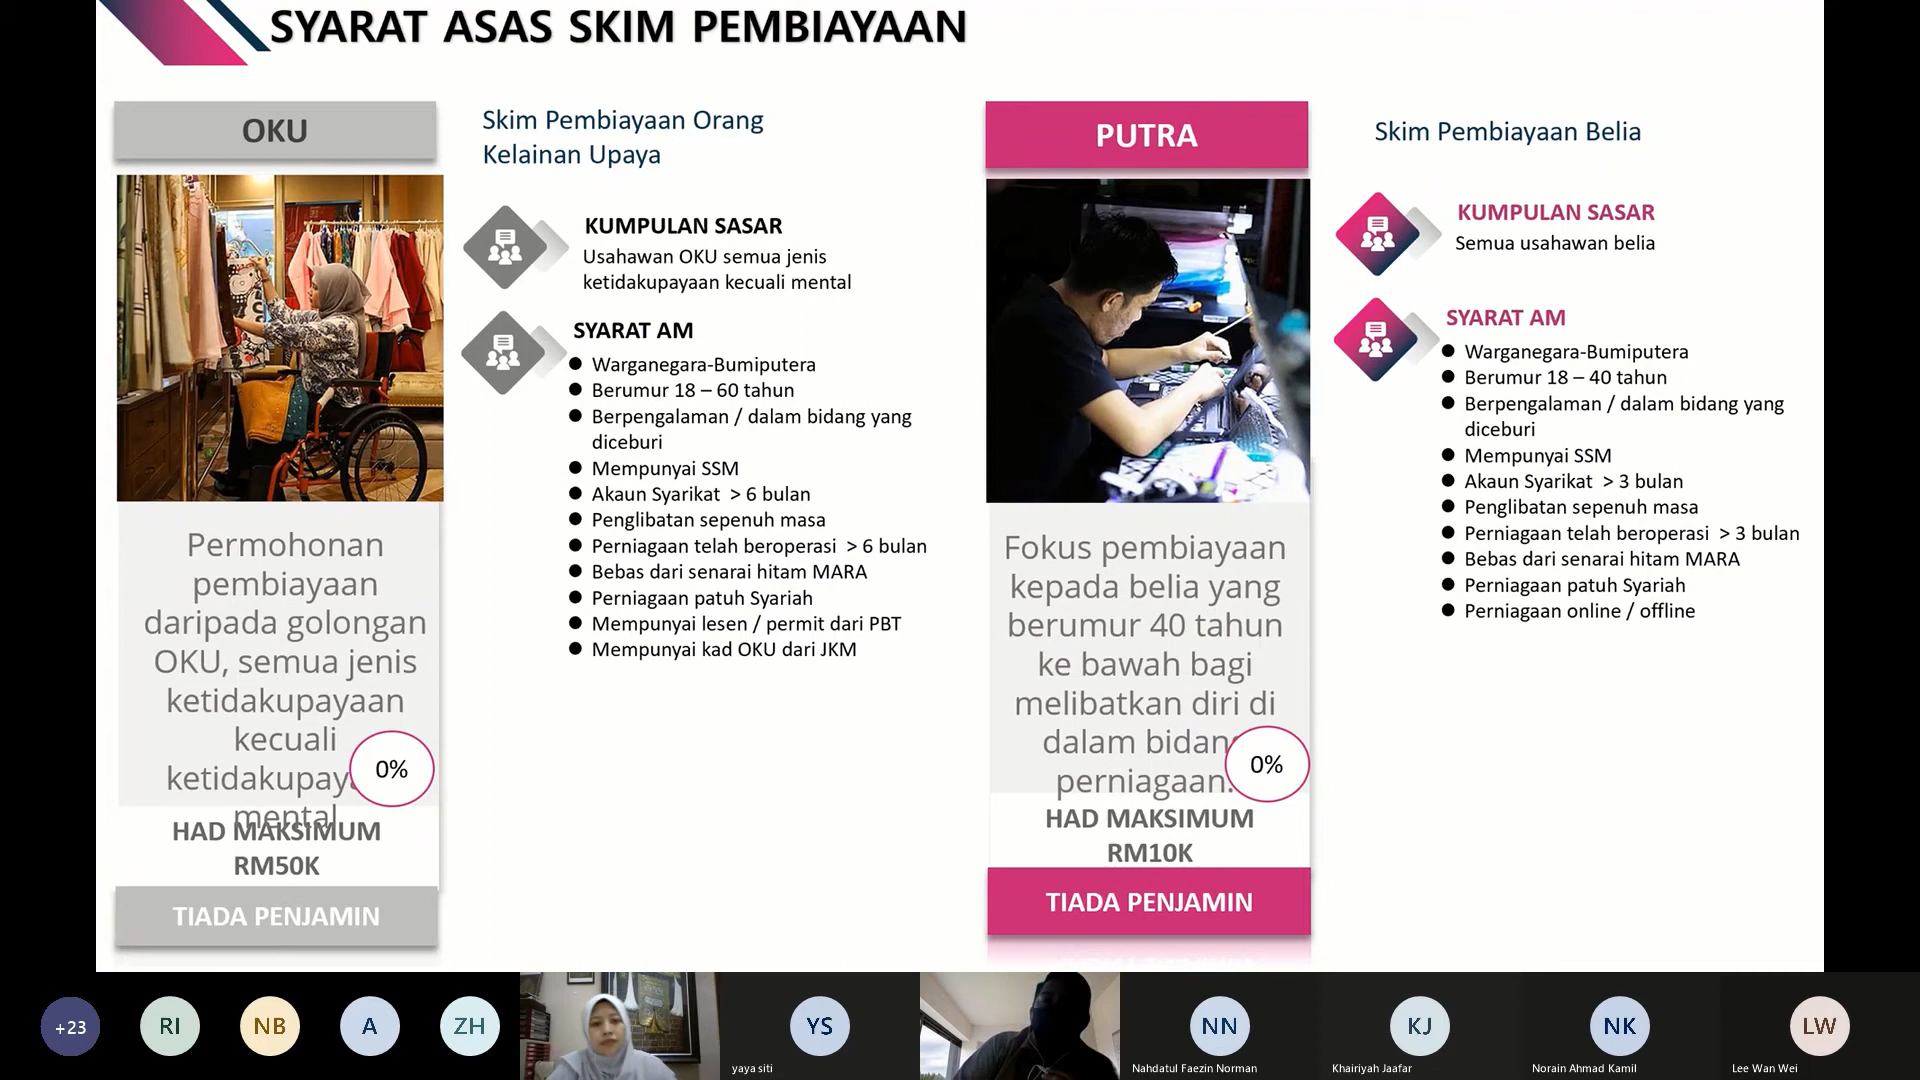 SYARAT ASAS SKIM PEMBIAYAAN
OKU
Skim Pembiayaan Orang
Kelainan Upaya
KUMPULAN SASAR
Usahawan OKU semua jenis
ketidakupayaan kecuali mental
SYARAT AM
Warganegara-Bumiputera
Berumur 18 – 60 tahun
Berpengalaman / dalam bidang yang
diceburi
Mempunyai SSM
Akaun Syarikat > 6 bulan
Penglibatan sepenuh masa
Perniagaan telah beroperasi > 6 bulan
Bebas dari senarai hitam MARA
Perniagaan patuh Syariah
Mempunyai lesen / permit dari PBT
Mempunyai kad OKU dari JKM
Permohonan
pembiayaan
daripada golongan
OKU, semua jenis
ketidakupayaan
kecuali
ketidakupaya
mental
0%
HAD MAKSIMUM
RM50K
TIADA PENJAMIN
PUTRA
Skim Pembiayaan Belia
KUMPULAN SASAR
Semua usahawan belia
SYARAT AM
Warganegara-Bumiputera
Berumur 18 – 40 tahun
Berpengalaman / dalam bidang yang
diceburi
Mempunyai SSM
Akaun Syarikat > 3 bulan
Penglibatan sepenuh masa
Perniagaan telah beroperasi > 3 bulan
Bebas dari senarai hitam MARA
Perniagaan patuh Syariah
Perniagaan online / offline
Fokus pembiayaan
kepada belia yang
berumur 40 tahun
ke bawah bagi
melibatkan diri di
dalam bidang
perniagaan.
0%
HAD MAKSIMUM
RM10K
TIADA PENJAMIN
+23
RI
NB
A
ZH
YS
yaya siti
NN
Nahdatul Faezin Norman
KJ
Khairiyah Jaafar
NK
Norain Ahmad Kamil
LW
Lee Wan Wei